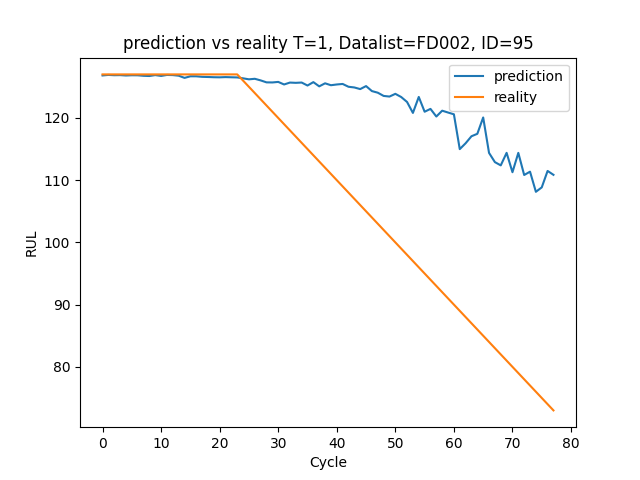 prediction vs reality T=1, Datalist=FD002, ID=95
prediction
reality
RUL
120
110
100
90
80
0 10 20 30 40 50 60 70 80
Cycle